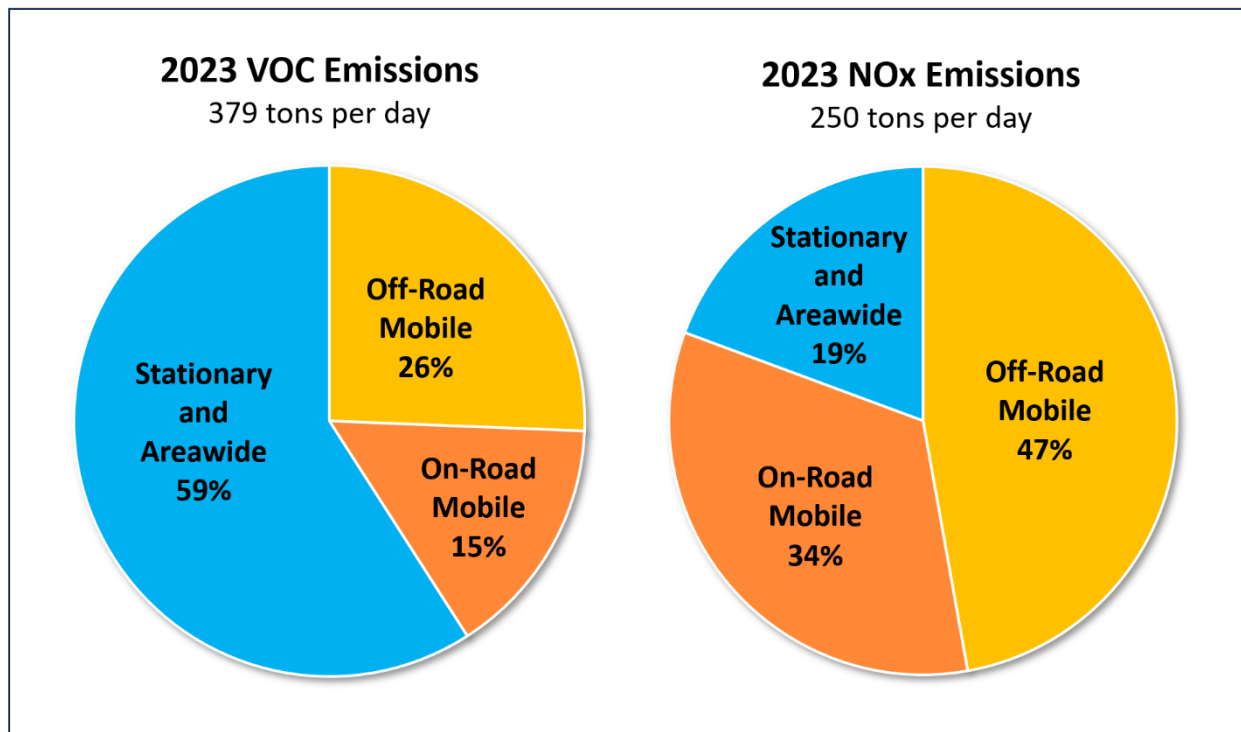 2023 VOC Emissions
379 tons per day
Off-Road
Mobile
26%
On-Road
Mobile
15%
Stationary
and
Areawide
59%
2023 NOx Emissions
250 tons per day
Stationary
and
Areawide
19%
Off-Road
Mobile
47%
On-Road
Mobile
34%